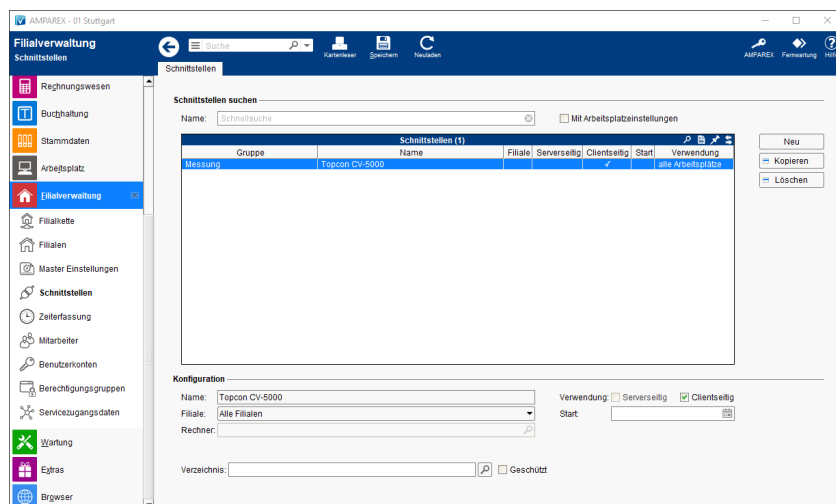 AMPAREX - 01 Stuttgart
Filialverwaltung
Schnittstellen
Suche
Kartenleser
Speichern
Neuladen
AMPAREX
Fernwartung
Hilfe
Schnittstellen
Rechnungswesen
Buchhaltung
Stammdaten
Arbeitsplatz
Filialverwaltung
Filialkette
Filialen
Master Einstellungen
Schnittstellen
Zeiterfassung
Mitarbeiter
Benutzerkonten
Berechtigungsgruppen
Servicezugangsdaten
Wartung
Extras
Browser
Schnittstellen suchen
Name: Schnellsuche Mit Arbeitsplatzeinstellungen
Schnittstellen (1)
Gruppe Name Filiale Serverseitig Clientseitig Start Verwendung
Messung Topcon CV-5000 ✓ alle Arbeitsplätze
Neu
Kopieren
Löschen
Konfiguration
Name: Topcon CV-5000 Verwendung: Serverseitig Clientseitig
Filiale: Alle Filialen Start:
Rechner:
Verzeichnis: Geschützt